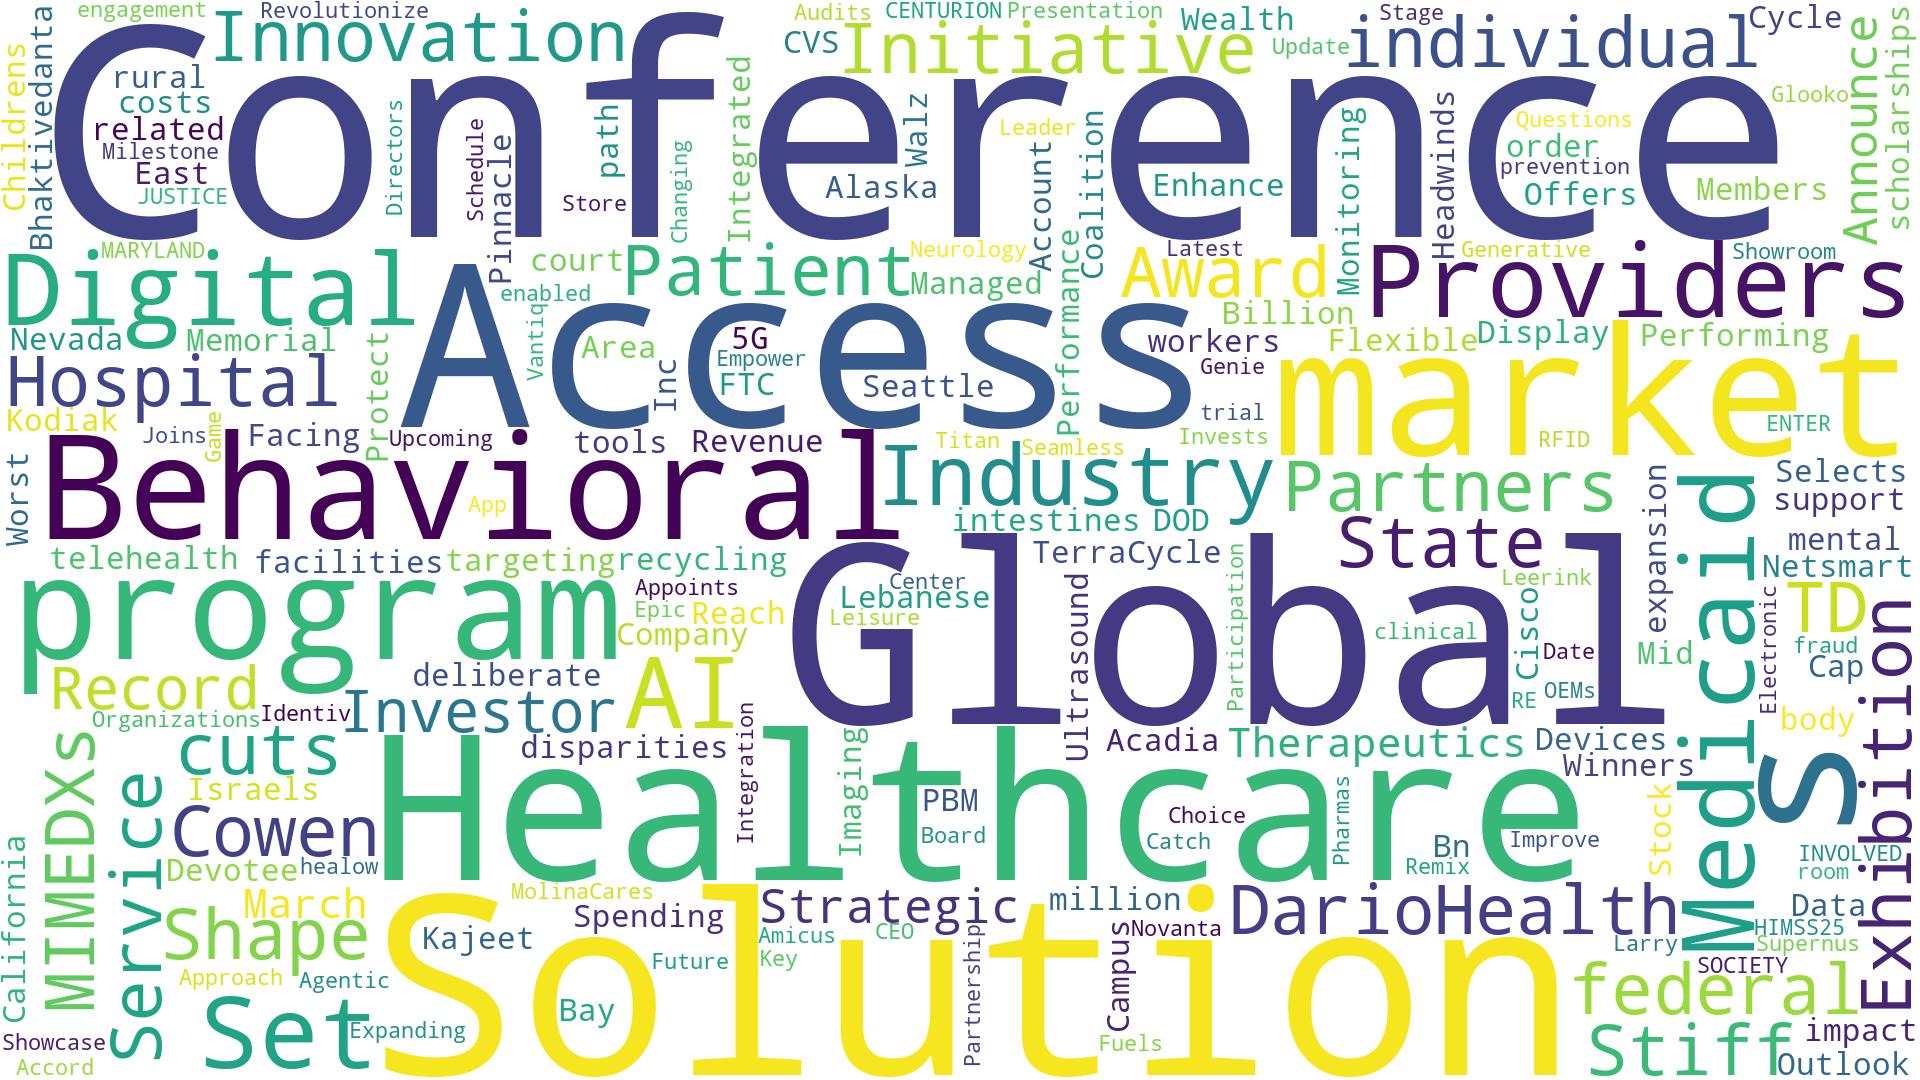 engagement
Revolutionize
Audits
CENTURION
Presentation
Wealth
Stage
Cycle
Childrens
Bhaktivedanta
Conference
Innovation
CVS
Initiative
Update
individual
Announce
scholarships
rural
costs
related
Milestone
East
JUSTICE
Directors
Schedule
Pinnacle
path
Store
Changing
Integrated
Alaska
Walz
Leader
Account
Coalition
Enhance
Monitoring
Headwinds
Questions
order
prevention
Offers
Glooko
Members
MARYLAND
Digital
court
enabled
Patient
Neurology
Managed
Performance
Award
Latest
Billion
Generative
Providers
Showroom
Nevada
Memorial
Hospital
Protect
Access
Vantiq
Area
Inc
5G
Empower
FTC
Seattle
workers
Genie
Flexible
Display
Performing
market
Kodiak
Joins
Game
Facing
Upcoming
tools
Revenue
Titan
Seamless
trial
Invests
RFID
ENTER
Worst
Behavioral
App
Industry
Partners
expansion
Medicaid
Selects
support
intestines
DOD
State
mental
Netsmart
telehealth
facilities
targeting
recycling
TerraCycle
program
Appoints
Epic
Reach
Company
Global
Center
Lebanese
Leisure
Ultrasound
Participation
clinical
Leerink
Cisco
Date
OEMs
RE
Mid
Electronic
TD
fraud
Cap
body
Exhibition
Record
Organizations
Identiv
deliberate
Investor
AI
MIMEDXs
cuts
disparities
Integration
Imaging
Acadia
Therapeutics
Devices
Winners
S
Service
Israels
Cowen
Healthcare
PBM
Board
Choice
Catch
Pharmas
Bn
Remix
Improve
Stock
INVOLVED
room
California
Devotee
healow
March
Shape
MolinaCares
Spending
Strategic
million
DarioHealth
Data
HIMSS25
Supernus
Kajeet
Solution
Amicus
Key
CEO
Partnership
Campus
Novanta
Larry
SOCIETY
Approach
Agentic
Future
federal
Set
Expanding
Bay
Fuels
Stiff
impact
Outlook
Showcase
Accord